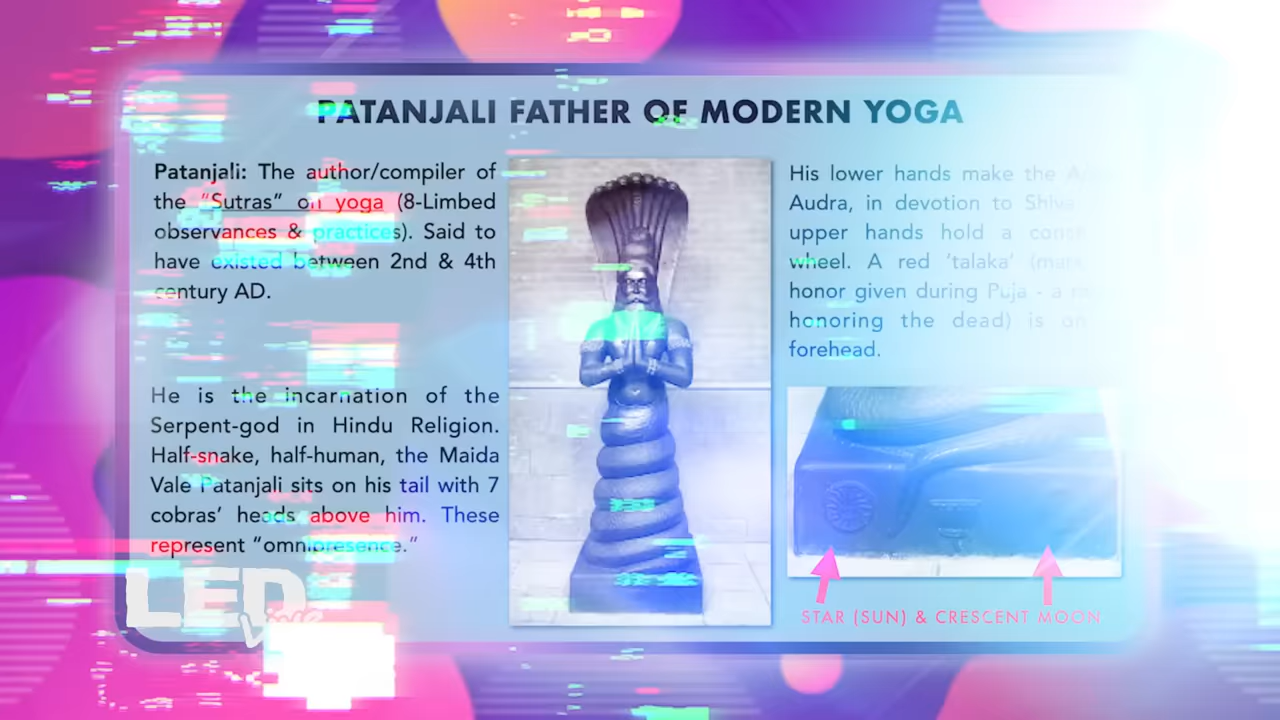 PATANJALI FATHER OF MODERN YOGA
Patanjali: The author/compiler of
the "Sutras" on yoga (8-Limbed
observances & practices). Said to
have existed between 2nd & 4th
century AD.
He is the incarnation of the
Serpent-god in Hindu Religion.
Half-snake, half-human, the Maida
Vale Patanjali sits on his tail with 7
cobras' heads above him. These
represent "omnipresence."
His lower hands make the
Audra, in devotion to Shiva
upper hands hold a
wheel. A red 'talaka'
honor given during Puja - a
honoring the dead) is on
forehead.
STAR (SUN) & CRESCENT MOON
LED
Live